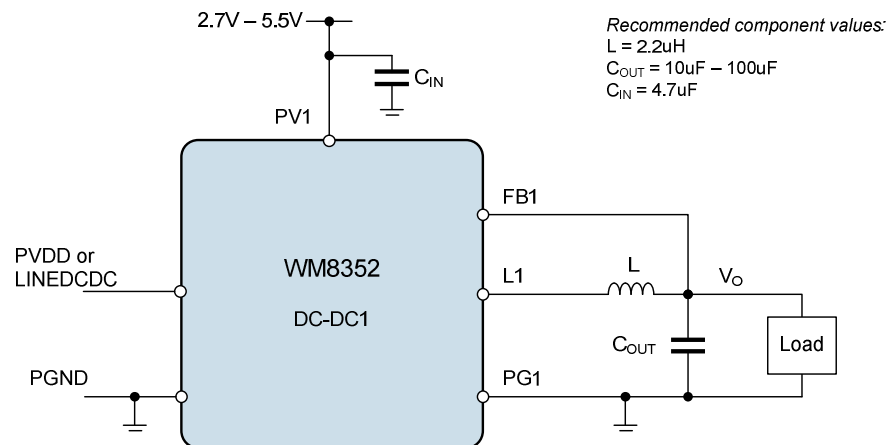 2.7V – 5.5V
Recommended component values:
L = 2.2uH
COUT = 10uF – 100uF
CIN = 4.7uF
CIN
PV1
FB1
PVDD or
LINEDCDC
WM8352
DC-DC1
L1
L
VO
COUT
Load
PGND
PG1